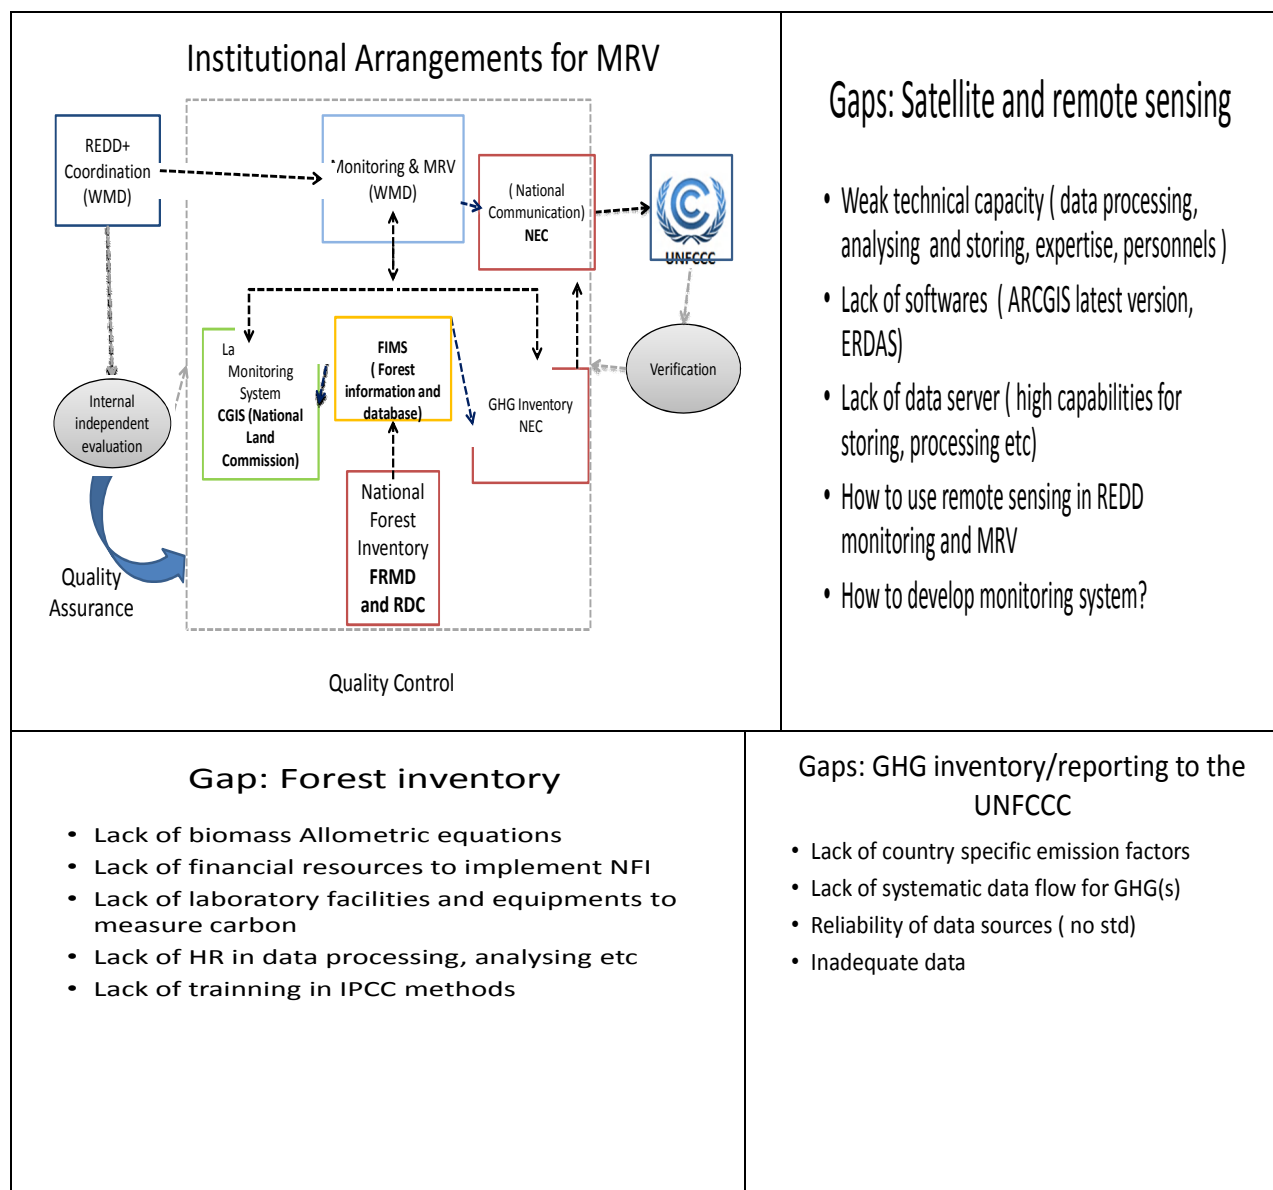 Institutional Arrangements for MRV
REDD+
Coordination
(WMD)
Monitoring & MRV
(WMD)
( National
Communication)
NEC
UNFCCC
La
Monitoring
System
CGIS (National
Land
Commission)
FIMS
( Forest
information and
database)
GHG Inventory
NEC
Verification
Internal
independent
evaluation
National
Forest
Inventory
FRMD
and RDC
Quality
Assurance
Quality Control
Gaps: Satellite and remote sensing
• Weak technical capacity ( data processing,
analysing and storing, expertise, personnels )
• Lack of softwares ( ARCGIS latest version,
ERDAS)
• Lack of data server ( high capabilities for
storing, processing etc)
• How to use remote sensing in REDD
monitoring and MRV
• How to develop monitoring system?
Gap: Forest inventory
• Lack of biomass Allometric equations
• Lack of financial resources to implement NFI
• Lack of laboratory facilities and equipments to
measure carbon
• Lack of HR in data processing, analysing etc
• Lack of trainning in IPCC methods
Gaps: GHG inventory/reporting to the
UNFCCC
• Lack of country specific emission factors
• Lack of systematic data flow for GHG(s)
• Reliability of data sources ( no std)
• Inadequate data